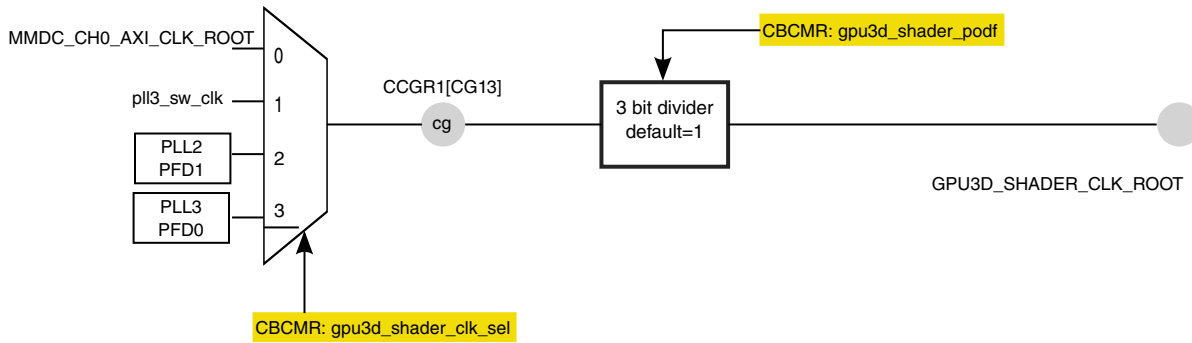 MMDC_CH0_AXI_CLK_ROOT
0
CBCMR: gpu3d_shader_podf
pll3_sw_clk
1
CCGR1[CG13]
cg
3 bit divider
default=1
PLL2
PFD1
2
PLL3
PFD0
3
GPU3D_SHADER_CLK_ROOT
CBCMR: gpu3d_shader_clk_sel